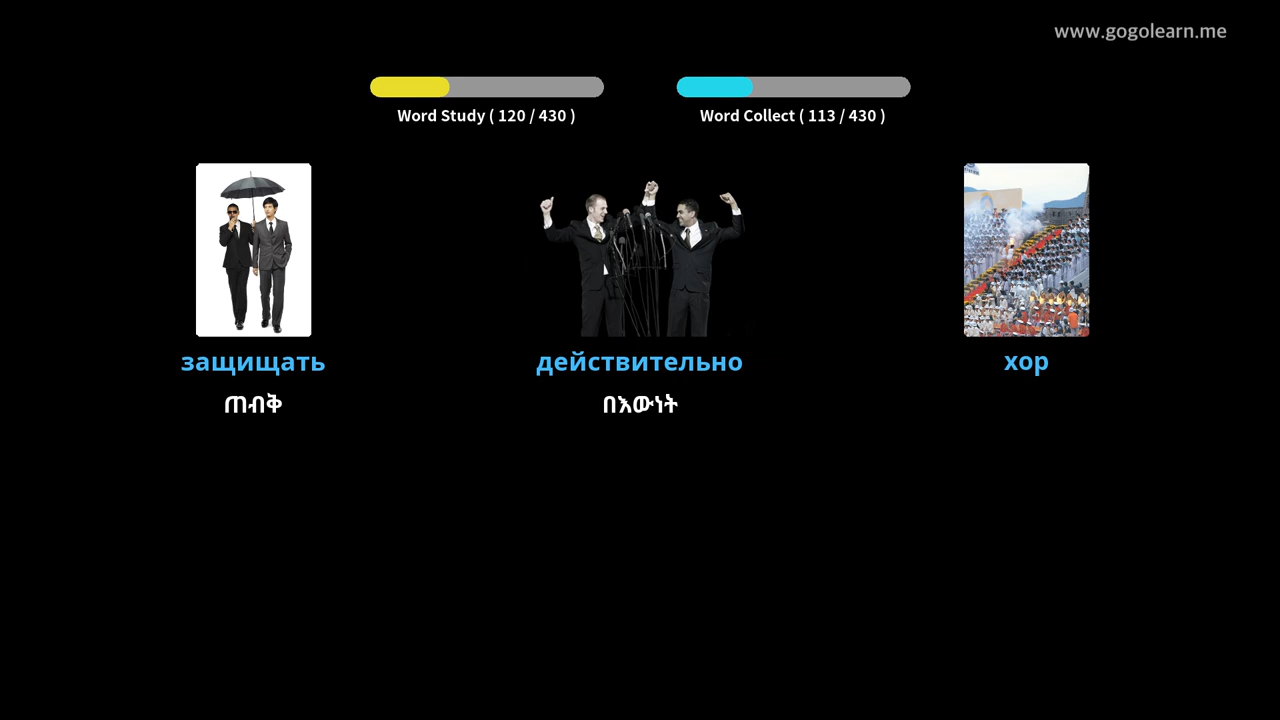 www.gogolearn.me
Word Study ( 120 / 430 )
Word Collect ( 113 / 430 )
защищать
действительно
хор
ጠብቅ
በእውነት